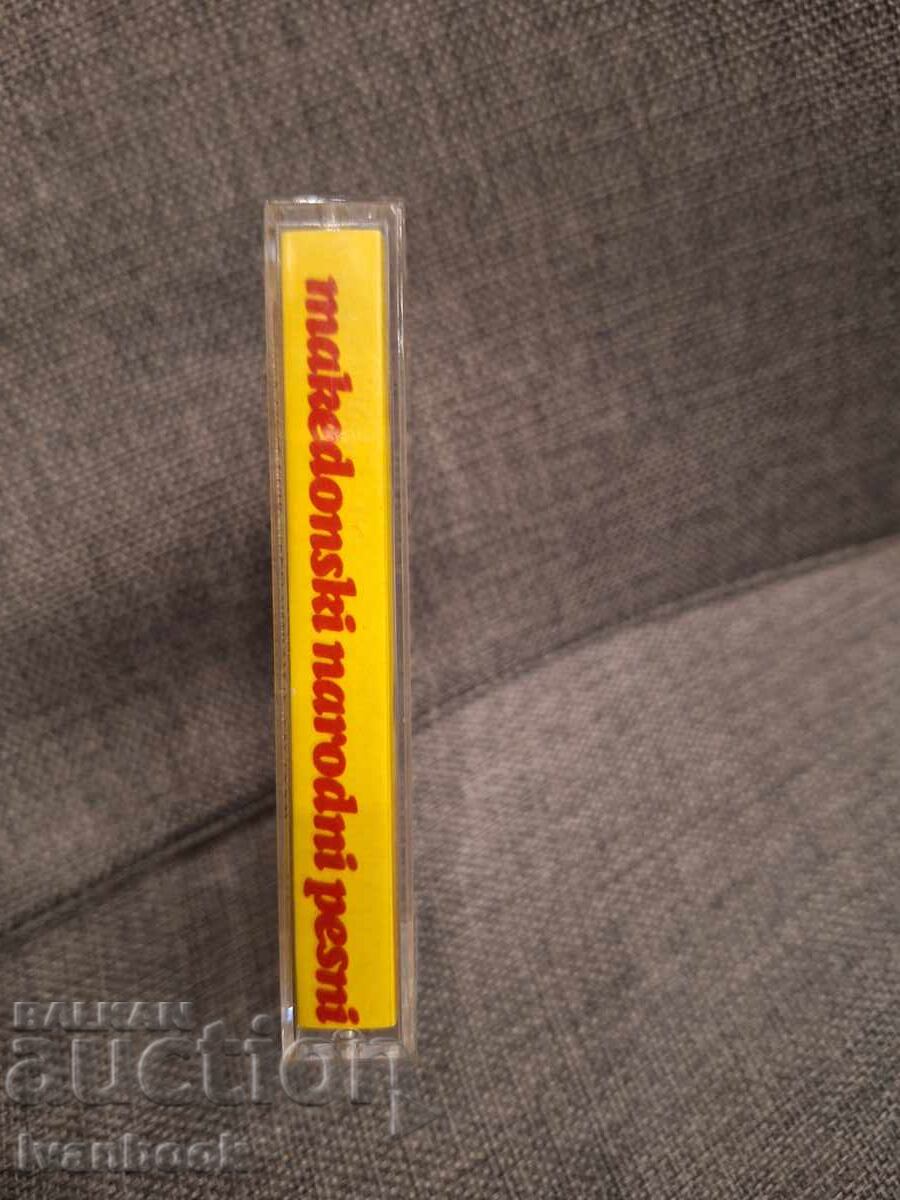 makedonski narodni pesni
BALKAN
auction
Ivanbook